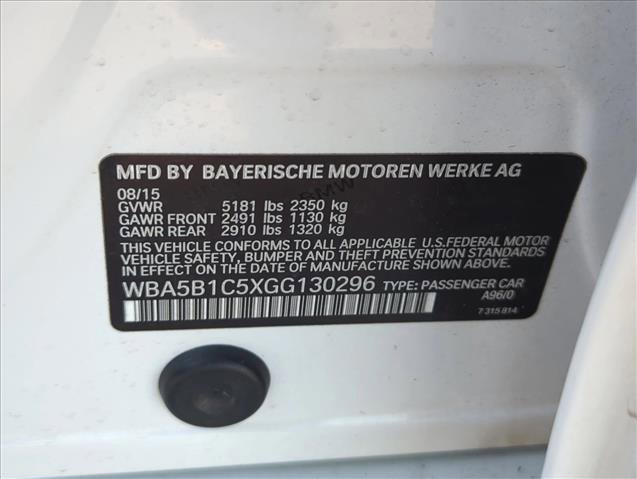 MFD BY BAYERISCHE MOTOREN WERKE AG
08/15
GVWR 5181 lbs 2350 kg
GAWR FRONT 2491 lbs 1130 kg
GAWR REAR 2910 lbs 1320 kg
THIS VEHICLE CONFORMS TO ALL APPLICABLE U.S.FEDERAL MOTOR
VEHICLE SAFETY, BUMPER AND THEFT PREVENTION STANDARDS
IN EFFECT ON THE DATE OF MANUFACTURE SHOWN ABOVE.
WBA5B1C5XGG130296 TYPE: PASSENGER CAR
A96/0
7 315 814
BMW